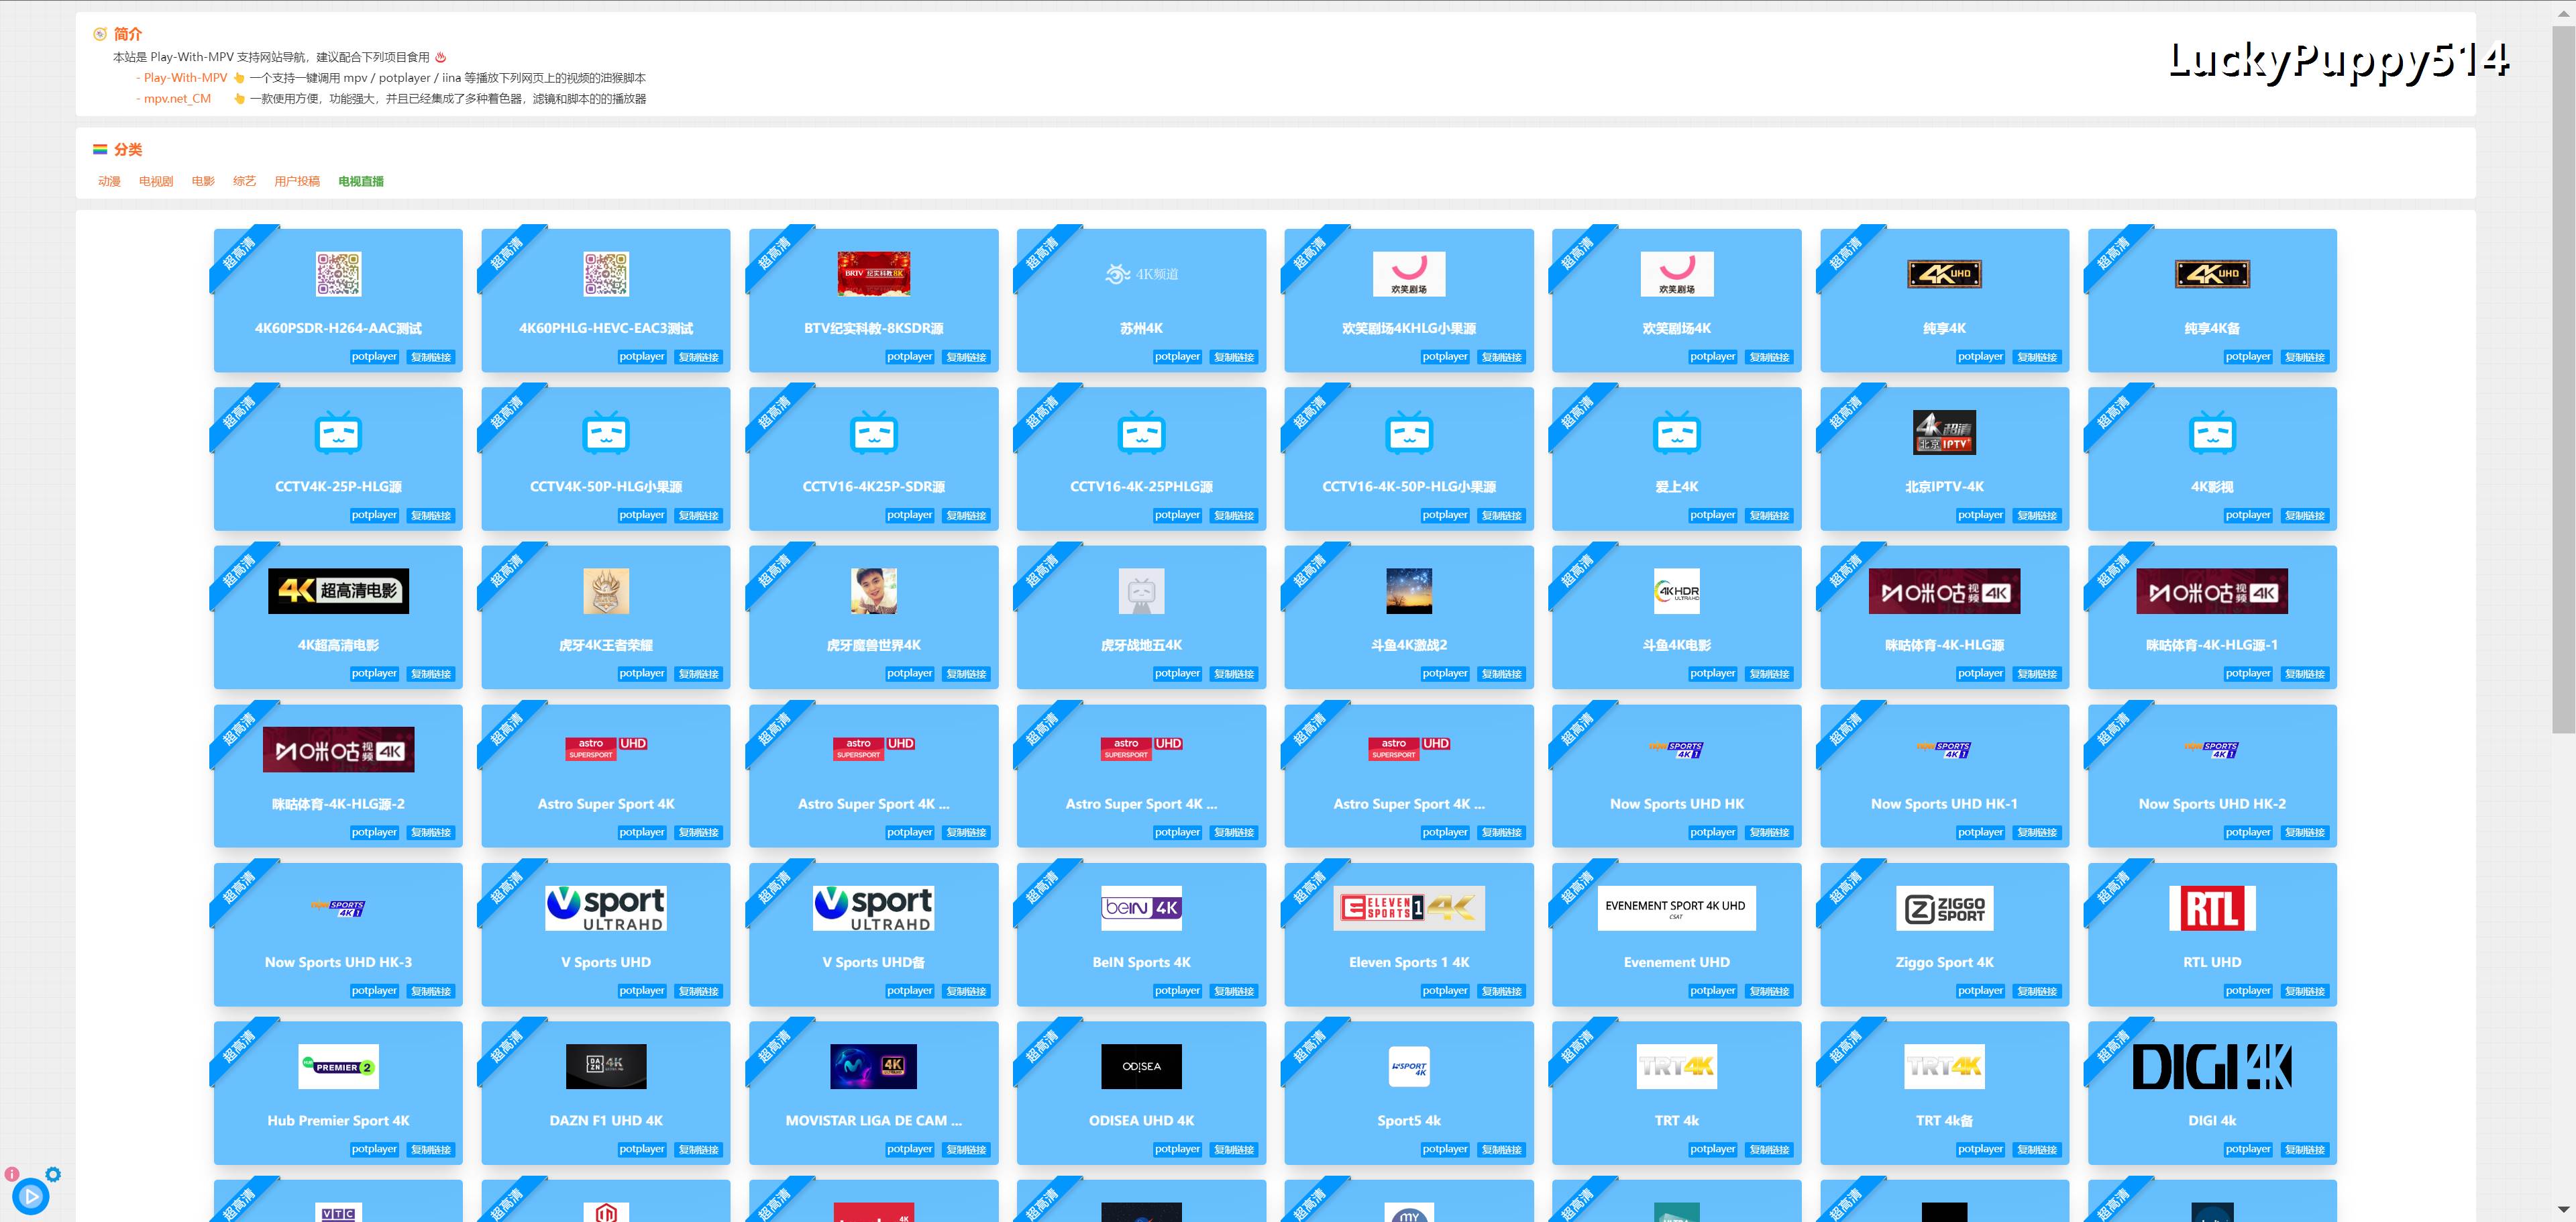 简介
LuckyPuppy514
本站是 Play-With-MPV 支持网站导航，建议配合下列项目食用
- Play-With-MPV 一个支持一键调用 mpv / potplayer / iina 等播放下列网页上的视频的油猴脚本
- mpv.net_CM 一款使用方便，功能强大，并且已经集成了多种着色器，滤镜和脚本的的播放器
分类
动漫 电视剧 电影 综艺 用户投稿 电视直播
超高清 超高清 超高清 超高清 超高清 超高清 超高清 超高清
BRTV 纪实科教8K 4K频道 欢笑剧场 欢笑剧场 4K UHD 4K UHD
4K60PSDR-H264-AAC测试 4K60PHLG-HEVC-EAC3测试 BTV纪实科教-8KSDR源 苏州4K 欢笑剧场4KHLG小果源 欢笑剧场4K 纯享4K 纯享4K备
potplayer 复制链接 potplayer 复制链接 potplayer 复制链接 potplayer 复制链接 potplayer 复制链接 potplayer 复制链接 potplayer 复制链接 potplayer 复制链接
超高清 超高清 超高清 超高清 超高清 超高清 超高清 超高清
4K超清 北京IPTV
CCTV4K-25P-HLG源 CCTV4K-50P-HLG小果源 CCTV16-4K25P-SDR源 CCTV16-4K-25PHLG源 CCTV16-4K-50P-HLG小果源 爱上4K 北京IPTV-4K 4K影视
potplayer 复制链接 potplayer 复制链接 potplayer 复制链接 potplayer 复制链接 potplayer 复制链接 potplayer 复制链接 potplayer 复制链接 potplayer 复制链接
超高清 超高清 超高清 超高清 超高清 超高清 超高清 超高清
4K 超高清电影 4K HDR ULTRAHD 咪咕视频 4K 咪咕视频 4K
4K超高清电影 虎牙4K王者荣耀 虎牙魔兽世界4K 虎牙战地五4K 斗鱼4K激战2 斗鱼4K电影 咪咕体育-4K-HLG源 咪咕体育-4K-HLG源-1
potplayer 复制链接 potplayer 复制链接 potplayer 复制链接 potplayer 复制链接 potplayer 复制链接 potplayer 复制链接 potplayer 复制链接 potplayer 复制链接
超高清 超高清 超高清 超高清 超高清 超高清 超高清 超高清
咪咕视频 4K astro SUPERSPORT UHD astro SUPERSPORT UHD astro SUPERSPORT UHD astro SUPERSPORT UHD now SPORTS 4K 1 now SPORTS 4K 1 now SPORTS 4K 1
咪咕体育-4K-HLG源-2 Astro Super Sport 4K Astro Super Sport 4K ... Astro Super Sport 4K ... Astro Super Sport 4K ... Now Sports UHD HK Now Sports UHD HK-1 Now Sports UHD HK-2
potplayer 复制链接 potplayer 复制链接 potplayer 复制链接 potplayer 复制链接 potplayer 复制链接 potplayer 复制链接 potplayer 复制链接 potplayer 复制链接
超高清 超高清 超高清 超高清 超高清 超高清 超高清 超高清
now SPORTS 4K 1 V sport ULTRAHD V sport ULTRAHD beIN 4K ELEVEN SPORTS 1 4K EVENEMENT SPORT 4K UHD CSAT ZIGGO SPORT RTL
Now Sports UHD HK-3 V Sports UHD V Sports UHD备 BeIN Sports 4K Eleven Sports 1 4K Evenement UHD Ziggo Sport 4K RTL UHD
potplayer 复制链接 potplayer 复制链接 potplayer 复制链接 potplayer 复制链接 potplayer 复制链接 potplayer 复制链接 potplayer 复制链接 potplayer 复制链接
超高清 超高清 超高清 超高清 超高清 超高清 超高清 超高清
Hub PREMIER 2 DAZN 4K ODISEA SPORT 4K TRT4K TRT4K DIGI 4K
Hub Premier Sport 4K DAZN F1 UHD 4K MOVISTAR LIGA DE CAM ... ODISEA UHD 4K Sport5 4k TRT 4k TRT 4k备 DIGI 4k
potplayer 复制链接 potplayer 复制链接 potplayer 复制链接 potplayer 复制链接 potplayer 复制链接 potplayer 复制链接 potplayer 复制链接 potplayer 复制链接
超高清 超高清 超高清 超高清 超高清 超高清 超高清 超高清
VTC 4K MY